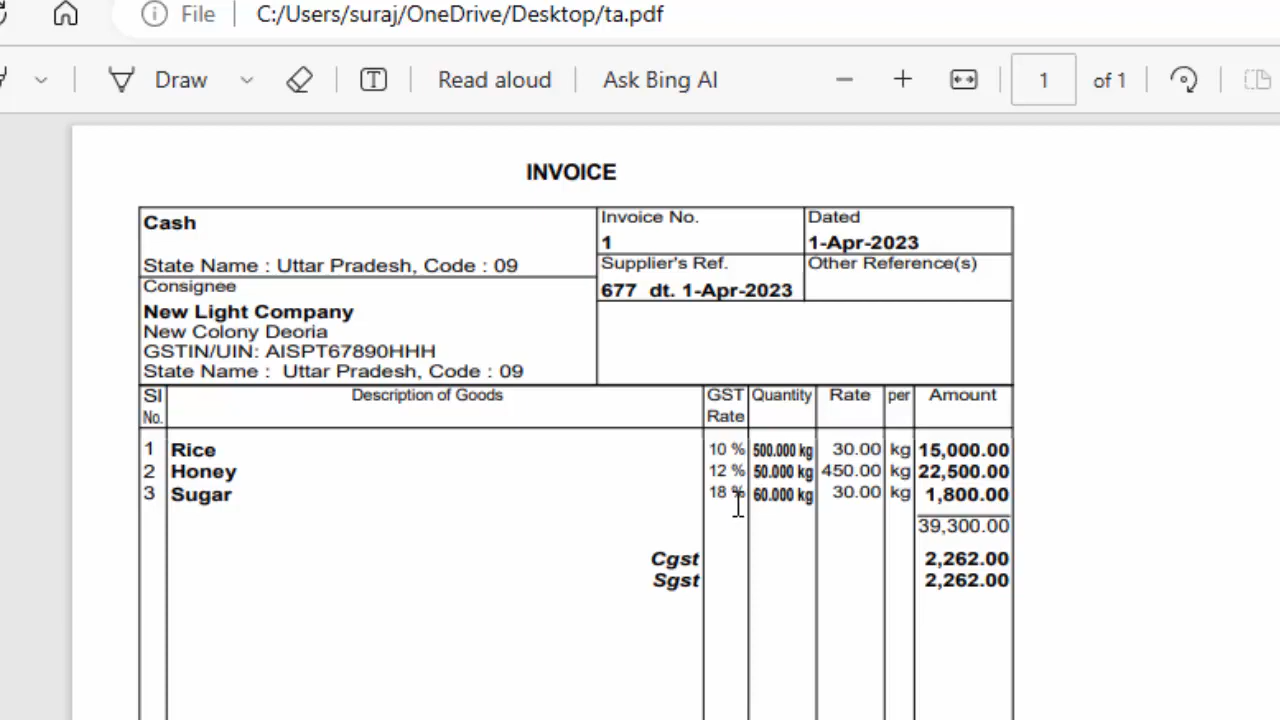 File C:/Users/suraj/OneDrive/Desktop/ta.pdf
Draw Read aloud Ask Bing AI 1 of 1
INVOICE
Cash
State Name : Uttar Pradesh, Code : 09
Invoice No.
1
Dated
1-Apr-2023
Supplier's Ref.
677 dt. 1-Apr-2023
Other Reference(s)
Consignee
New Light Company
New Colony Deoria
GSTIN/UIN: AISPT67890HHH
State Name : Uttar Pradesh, Code : 09
Sl No. Description of Goods GST Rate Quantity Rate per Amount
1 Rice 10 % 500.000 kg 30.00 kg 15,000.00
2 Honey 12 % 50.000 kg 450.00 kg 22,500.00
3 Sugar 18 % 60.000 kg 30.00 kg 1,800.00
39,300.00
Cgst 2,262.00
Sgst 2,262.00